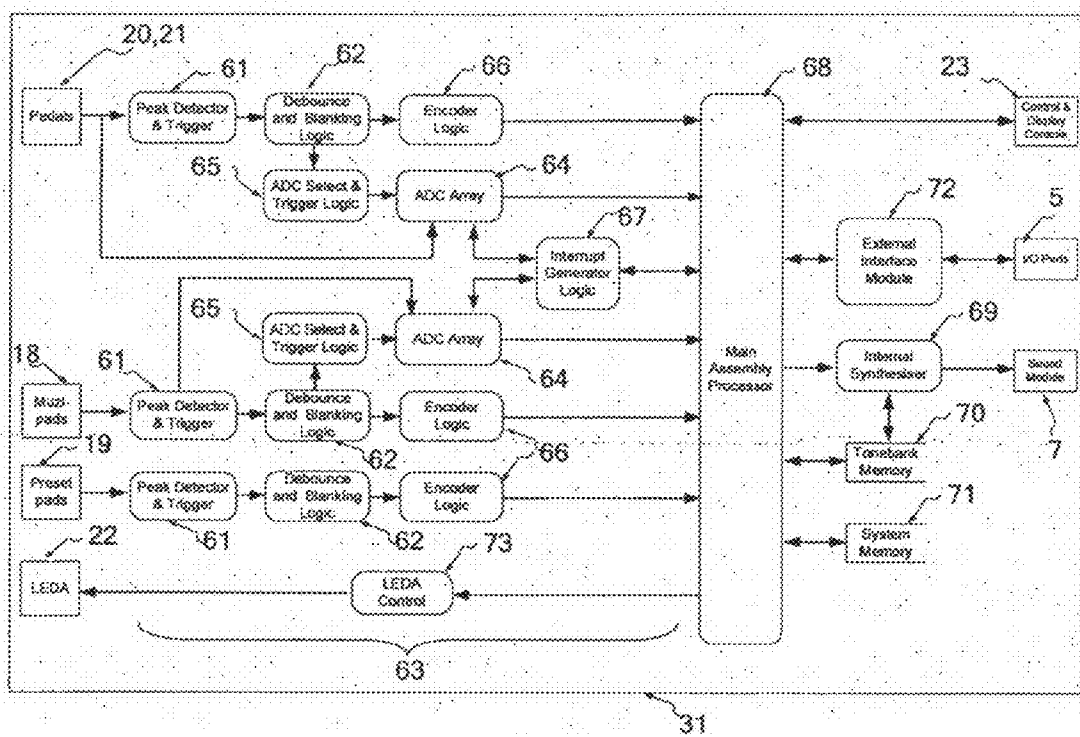 20,21
61
62
66
68
23
Pedals
Peak Detector
& Trigger
Debounce
and Blanking
Logic
Encoder
Logic
Control &
Display
Console
65
ADC Select &
Trigger Logic
64
ADC Array
67
Interrupt
Generator
Logic
72
External
Interface
Module
5
I/O Ports
65
ADC Select &
Trigger Logic
ADC Array
64
Main
Assembly
Processor
69
Internal
Synthesiser
Sound
Module
7
18
Muzi-
pads
61
Peak Detector
& Trigger
Debounce
and Blanking
Logic
62
Encoder
Logic
66
70
Tonebank
Memory
19
Preset
pads
Peak Detector
& Trigger
61
Debounce
and Blanking
Logic
62
Encoder
Logic
71
System
Memory
22
LEDA
73
LEDA
Control
63
31